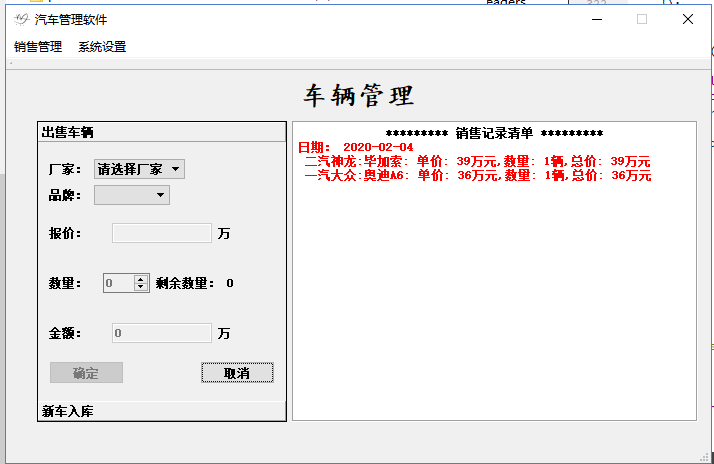 汽车管理软件
销售管理 系统设置
车辆管理
出售车辆
厂家： 请选择厂家
品牌：
报价： 万
数量： 0 剩余数量： 0
金额： 0 万
确定 取消
新车入库
********* 销售记录清单 *********
日期： 2020-02-04
二汽神龙:毕加索: 单价: 39万元,数量: 1辆,总价: 39万元
一汽大众:奥迪A6: 单价: 36万元,数量: 1辆,总价: 36万元